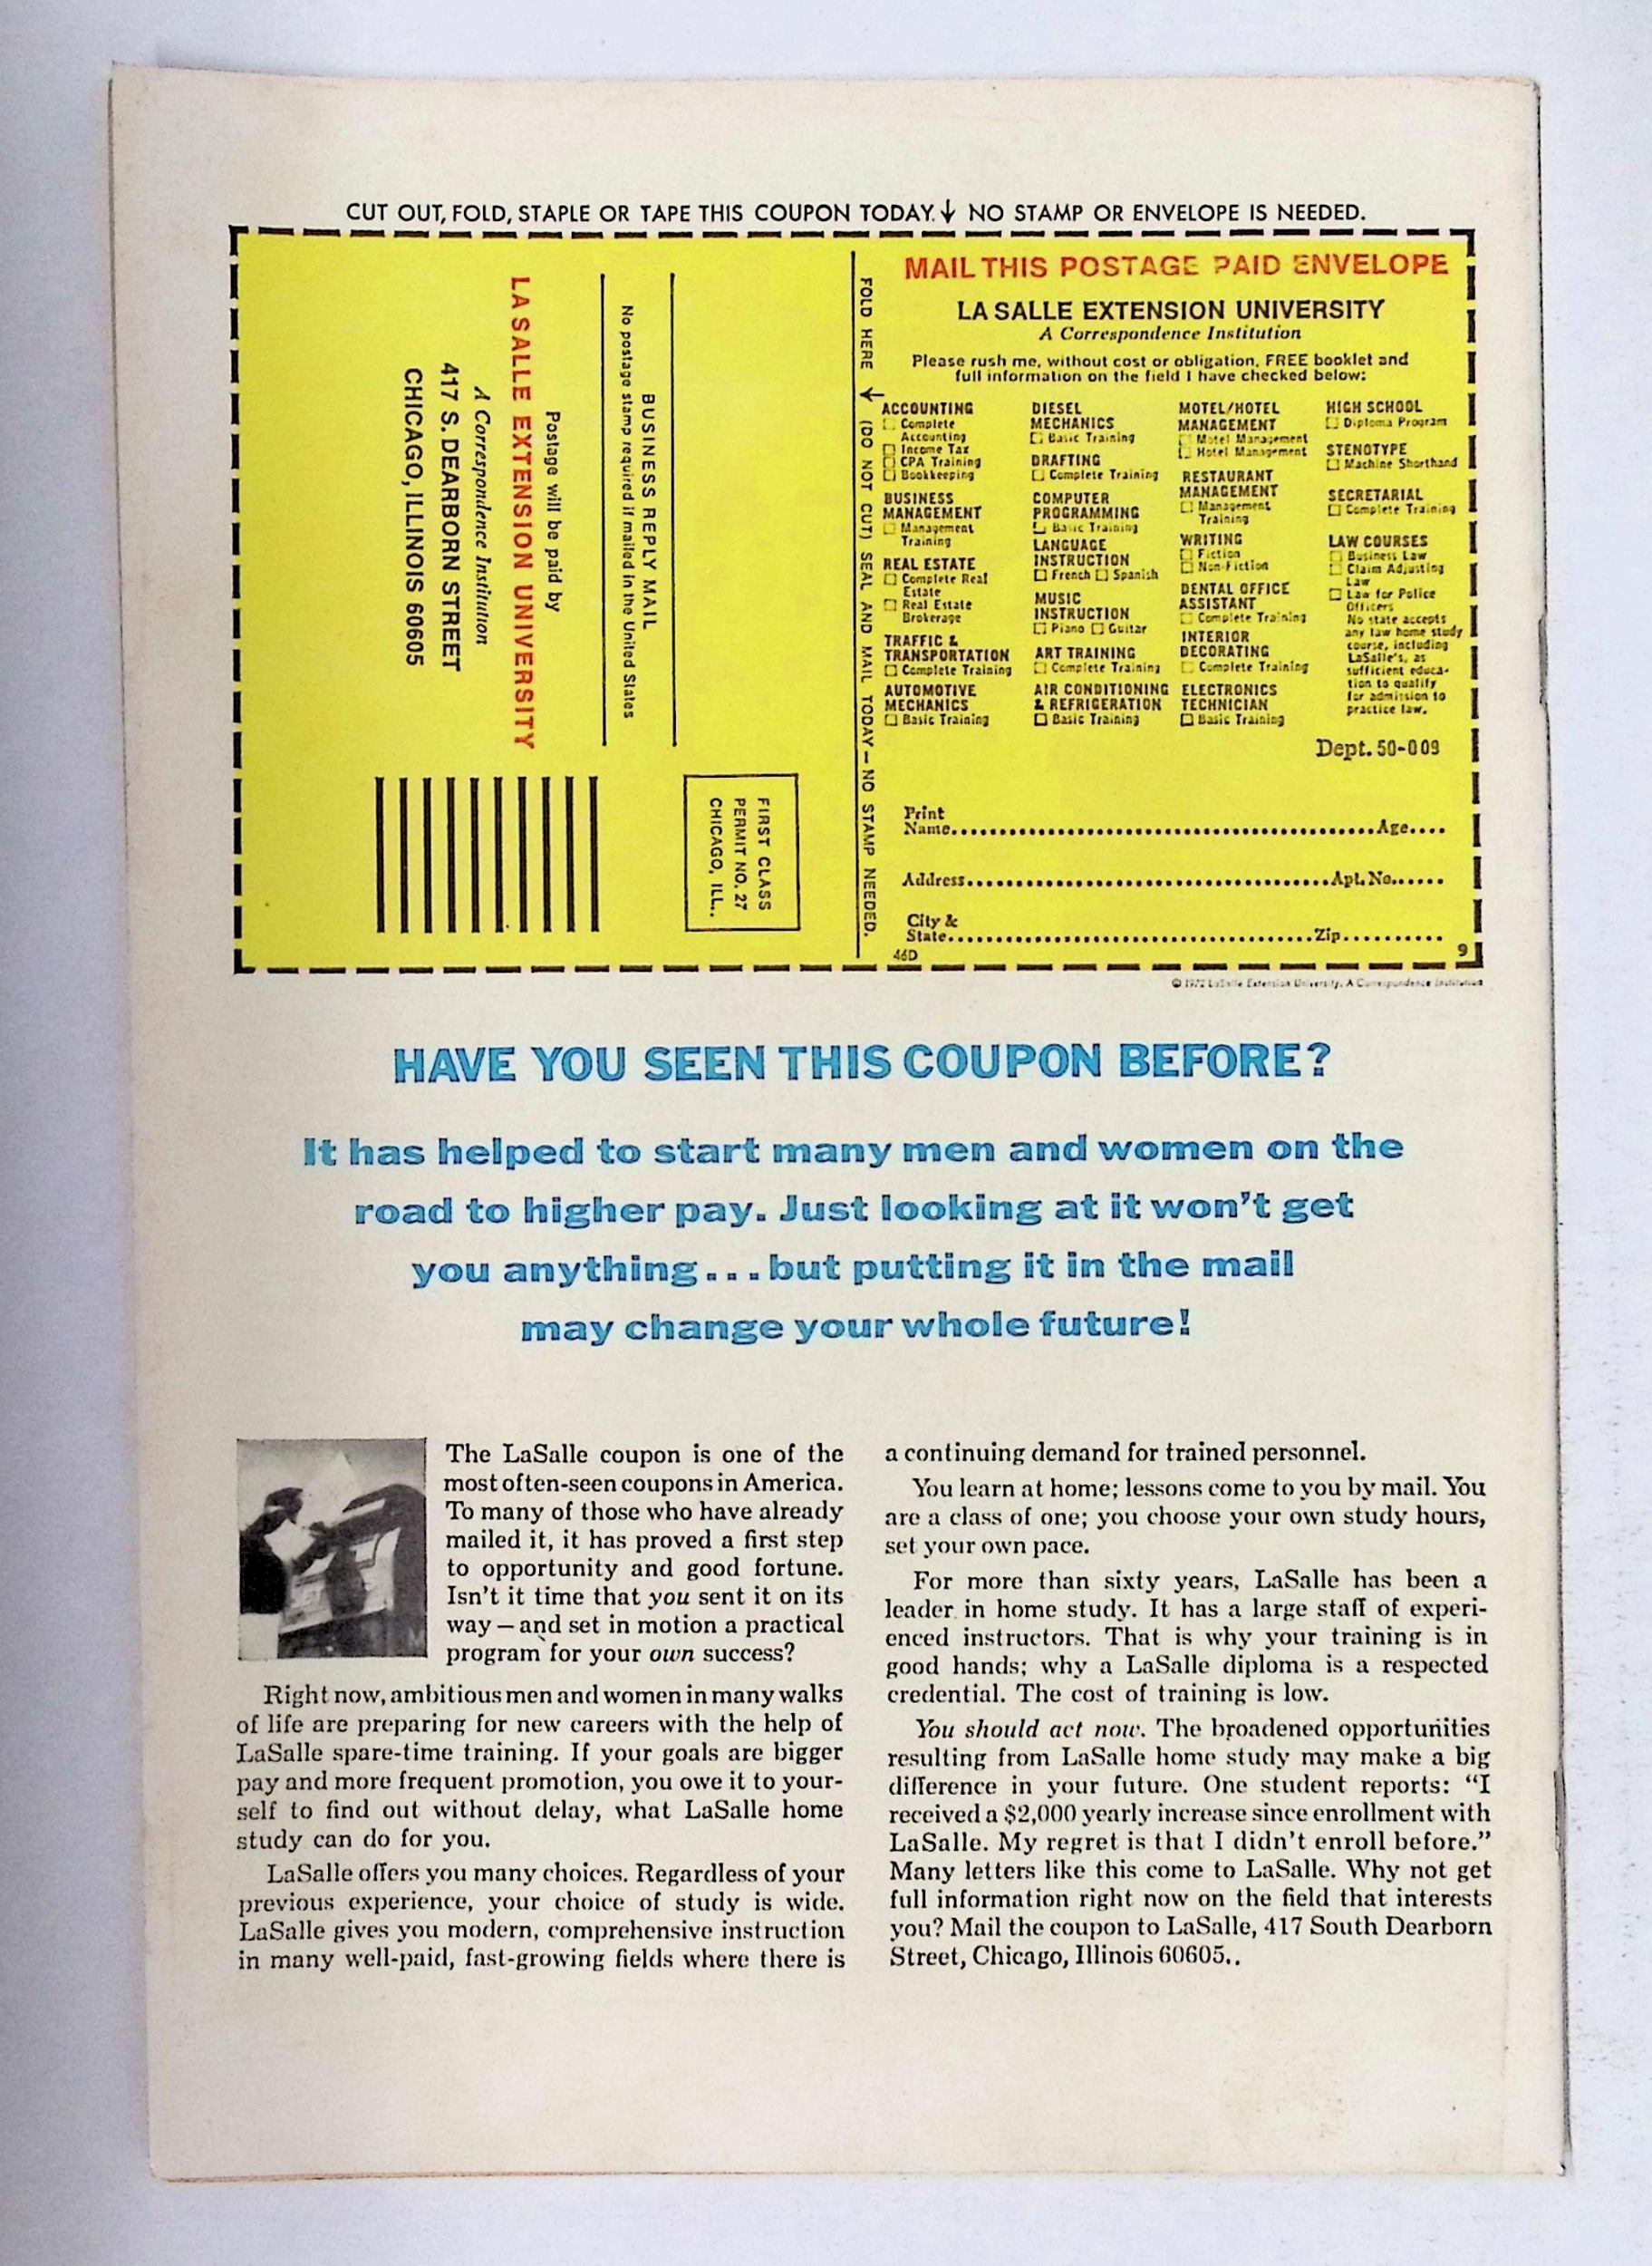 CUT OUT, FOLD, STAPLE OR TAPE THIS COUPON TODAY. ↓ NO STAMP OR ENVELOPE IS NEEDED.
BUSINESS REPLY MAIL
No postage stamp required if mailed in the United States
Postage will be paid by
LA SALLE EXTENSION UNIVERSITY
A Correspondence Institution
417 S. DEARBORN STREET
CHICAGO, ILLINOIS 60605
FIRST CLASS
PERMIT NO. 27
CHICAGO, ILL..
FOLD HERE ↓ (DO NOT CUT) SEAL AND MAIL TODAY — NO STAMP NEEDED.
MAIL THIS POSTAGE PAID ENVELOPE
LA SALLE EXTENSION UNIVERSITY
A Correspondence Institution
Please rush me, without cost or obligation, FREE booklet and
full information on the field I have checked below:
ACCOUNTING
☐ Complete
Accounting
☐ Income Tax
☐ CPA Training
☐ Bookkeeping
BUSINESS
MANAGEMENT
☐ Management
Training
REAL ESTATE
☐ Complete Real
Estate
☐ Real Estate
Brokerage
TRAFFIC &
TRANSPORTATION
☐ Complete Training
AUTOMOTIVE
MECHANICS
☐ Basic Training
DIESEL
MECHANICS
☐ Basic Training
DRAFTING
☐ Complete Training
COMPUTER
PROGRAMMING
☐ Basic Training
LANGUAGE
INSTRUCTION
☐ French ☐ Spanish
MUSIC
INSTRUCTION
☐ Piano ☐ Guitar
ART TRAINING
☐ Complete Training
AIR CONDITIONING
& REFRIGERATION
☐ Basic Training
MOTEL/HOTEL
MANAGEMENT
☐ Motel Management
☐ Hotel Management
RESTAURANT
MANAGEMENT
☐ Management
Training
WRITING
☐ Fiction
☐ Non-Fiction
DENTAL OFFICE
ASSISTANT
☐ Complete Training
INTERIOR
DECORATING
☐ Complete Training
ELECTRONICS
TECHNICIAN
☐ Basic Training
HIGH SCHOOL
☐ Diploma Program
STENOTYPE
☐ Machine Shorthand
SECRETARIAL
☐ Complete Training
LAW COURSES
☐ Business Law
☐ Claim Adjusting
Law
☐ Law for Police
Officers
No state accepts
any law home study
course, including
LaSalle's, as
sufficient educa-
tion to qualify
for admission to
practice law.
Dept. 50-009
Print
Name.............................................Age....
Address.......................................Apt. No......
City &
State.......................................Zip..........
46D
9
© 1972 LaSalle Extension University, A Correspondence Institution
HAVE YOU SEEN THIS COUPON BEFORE?
It has helped to start many men and women on the
road to higher pay. Just looking at it won't get
you anything...but putting it in the mail
may change your whole future!
The LaSalle coupon is one of the
most often-seen coupons in America.
To many of those who have already
mailed it, it has proved a first step
to opportunity and good fortune.
Isn't it time that you sent it on its
way — and set in motion a practical
program for your own success?
Right now, ambitious men and women in many walks
of life are preparing for new careers with the help of
LaSalle spare-time training. If your goals are bigger
pay and more frequent promotion, you owe it to your-
self to find out without delay, what LaSalle home
study can do for you.
LaSalle offers you many choices. Regardless of your
previous experience, your choice of study is wide.
LaSalle gives you modern, comprehensive instruction
in many well-paid, fast-growing fields where there is
a continuing demand for trained personnel.
You learn at home; lessons come to you by mail. You
are a class of one; you choose your own study hours,
set your own pace.
For more than sixty years, LaSalle has been a
leader in home study. It has a large staff of experi-
enced instructors. That is why your training is in
good hands; why a LaSalle diploma is a respected
credential. The cost of training is low.
You should act now. The broadened opportunities
resulting from LaSalle home study may make a big
difference in your future. One student reports: "I
received a $2,000 yearly increase since enrollment with
LaSalle. My regret is that I didn't enroll before."
Many letters like this come to LaSalle. Why not get
full information right now on the field that interests
you? Mail the coupon to LaSalle, 417 South Dearborn
Street, Chicago, Illinois 60605..